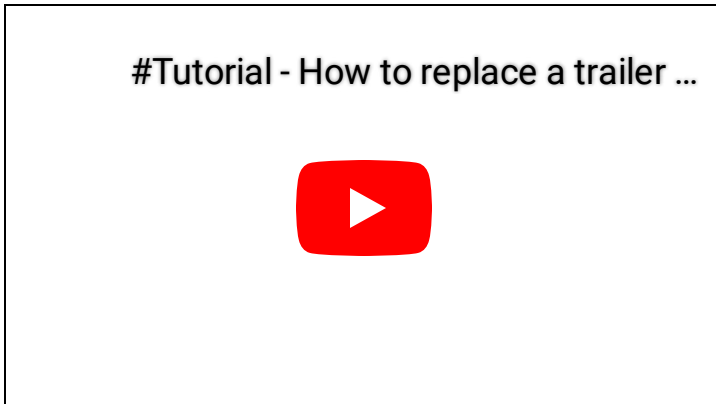 #Tutorial - How to replace a trailer …